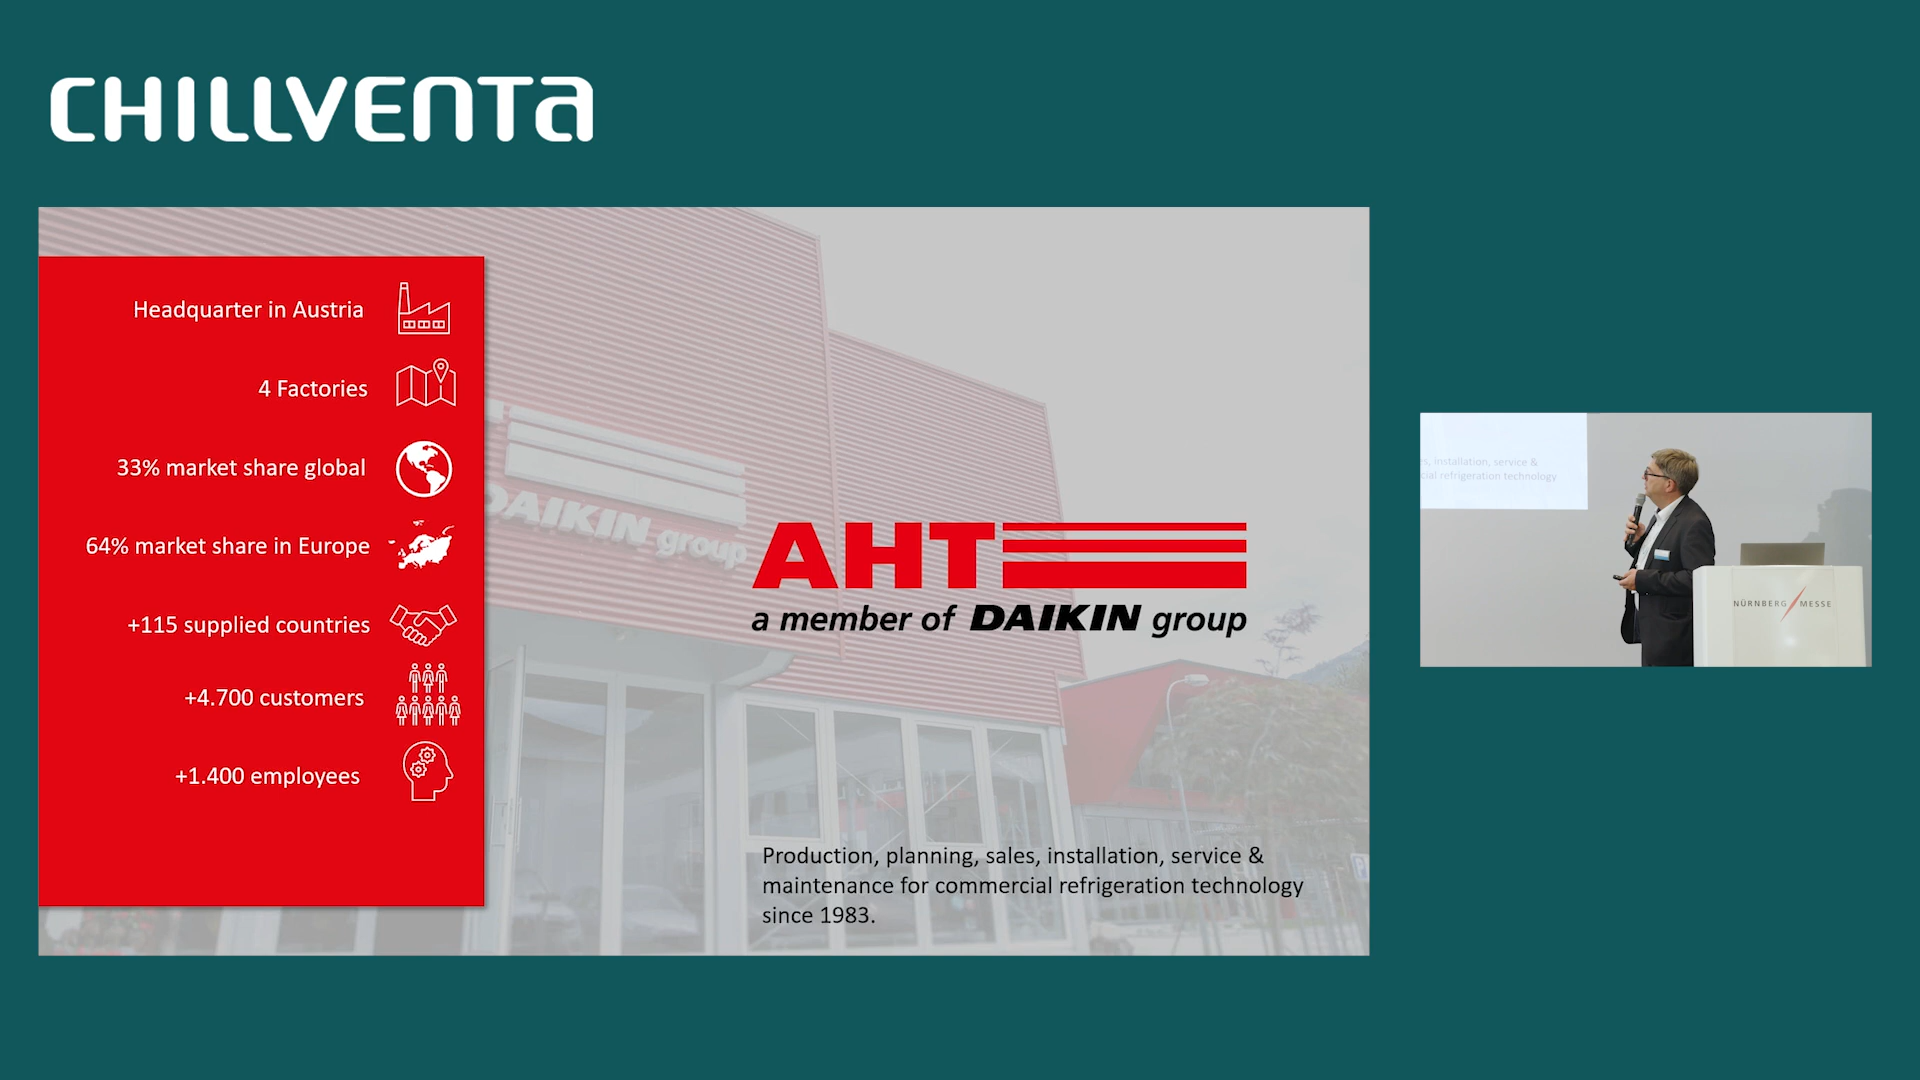 CHILLVENTA
Headquarter in Austria
4 Factories
33% market share global
64% market share in Europe
+115 supplied countries
+4.700 customers
+1.400 employees
DAIKIN group
AHT
a member of DAIKIN group
Production, planning, sales, installation, service &
maintenance for commercial refrigeration technology
since 1983.
installation, service &
refrigeration technology
NÜRNBERG MESSE